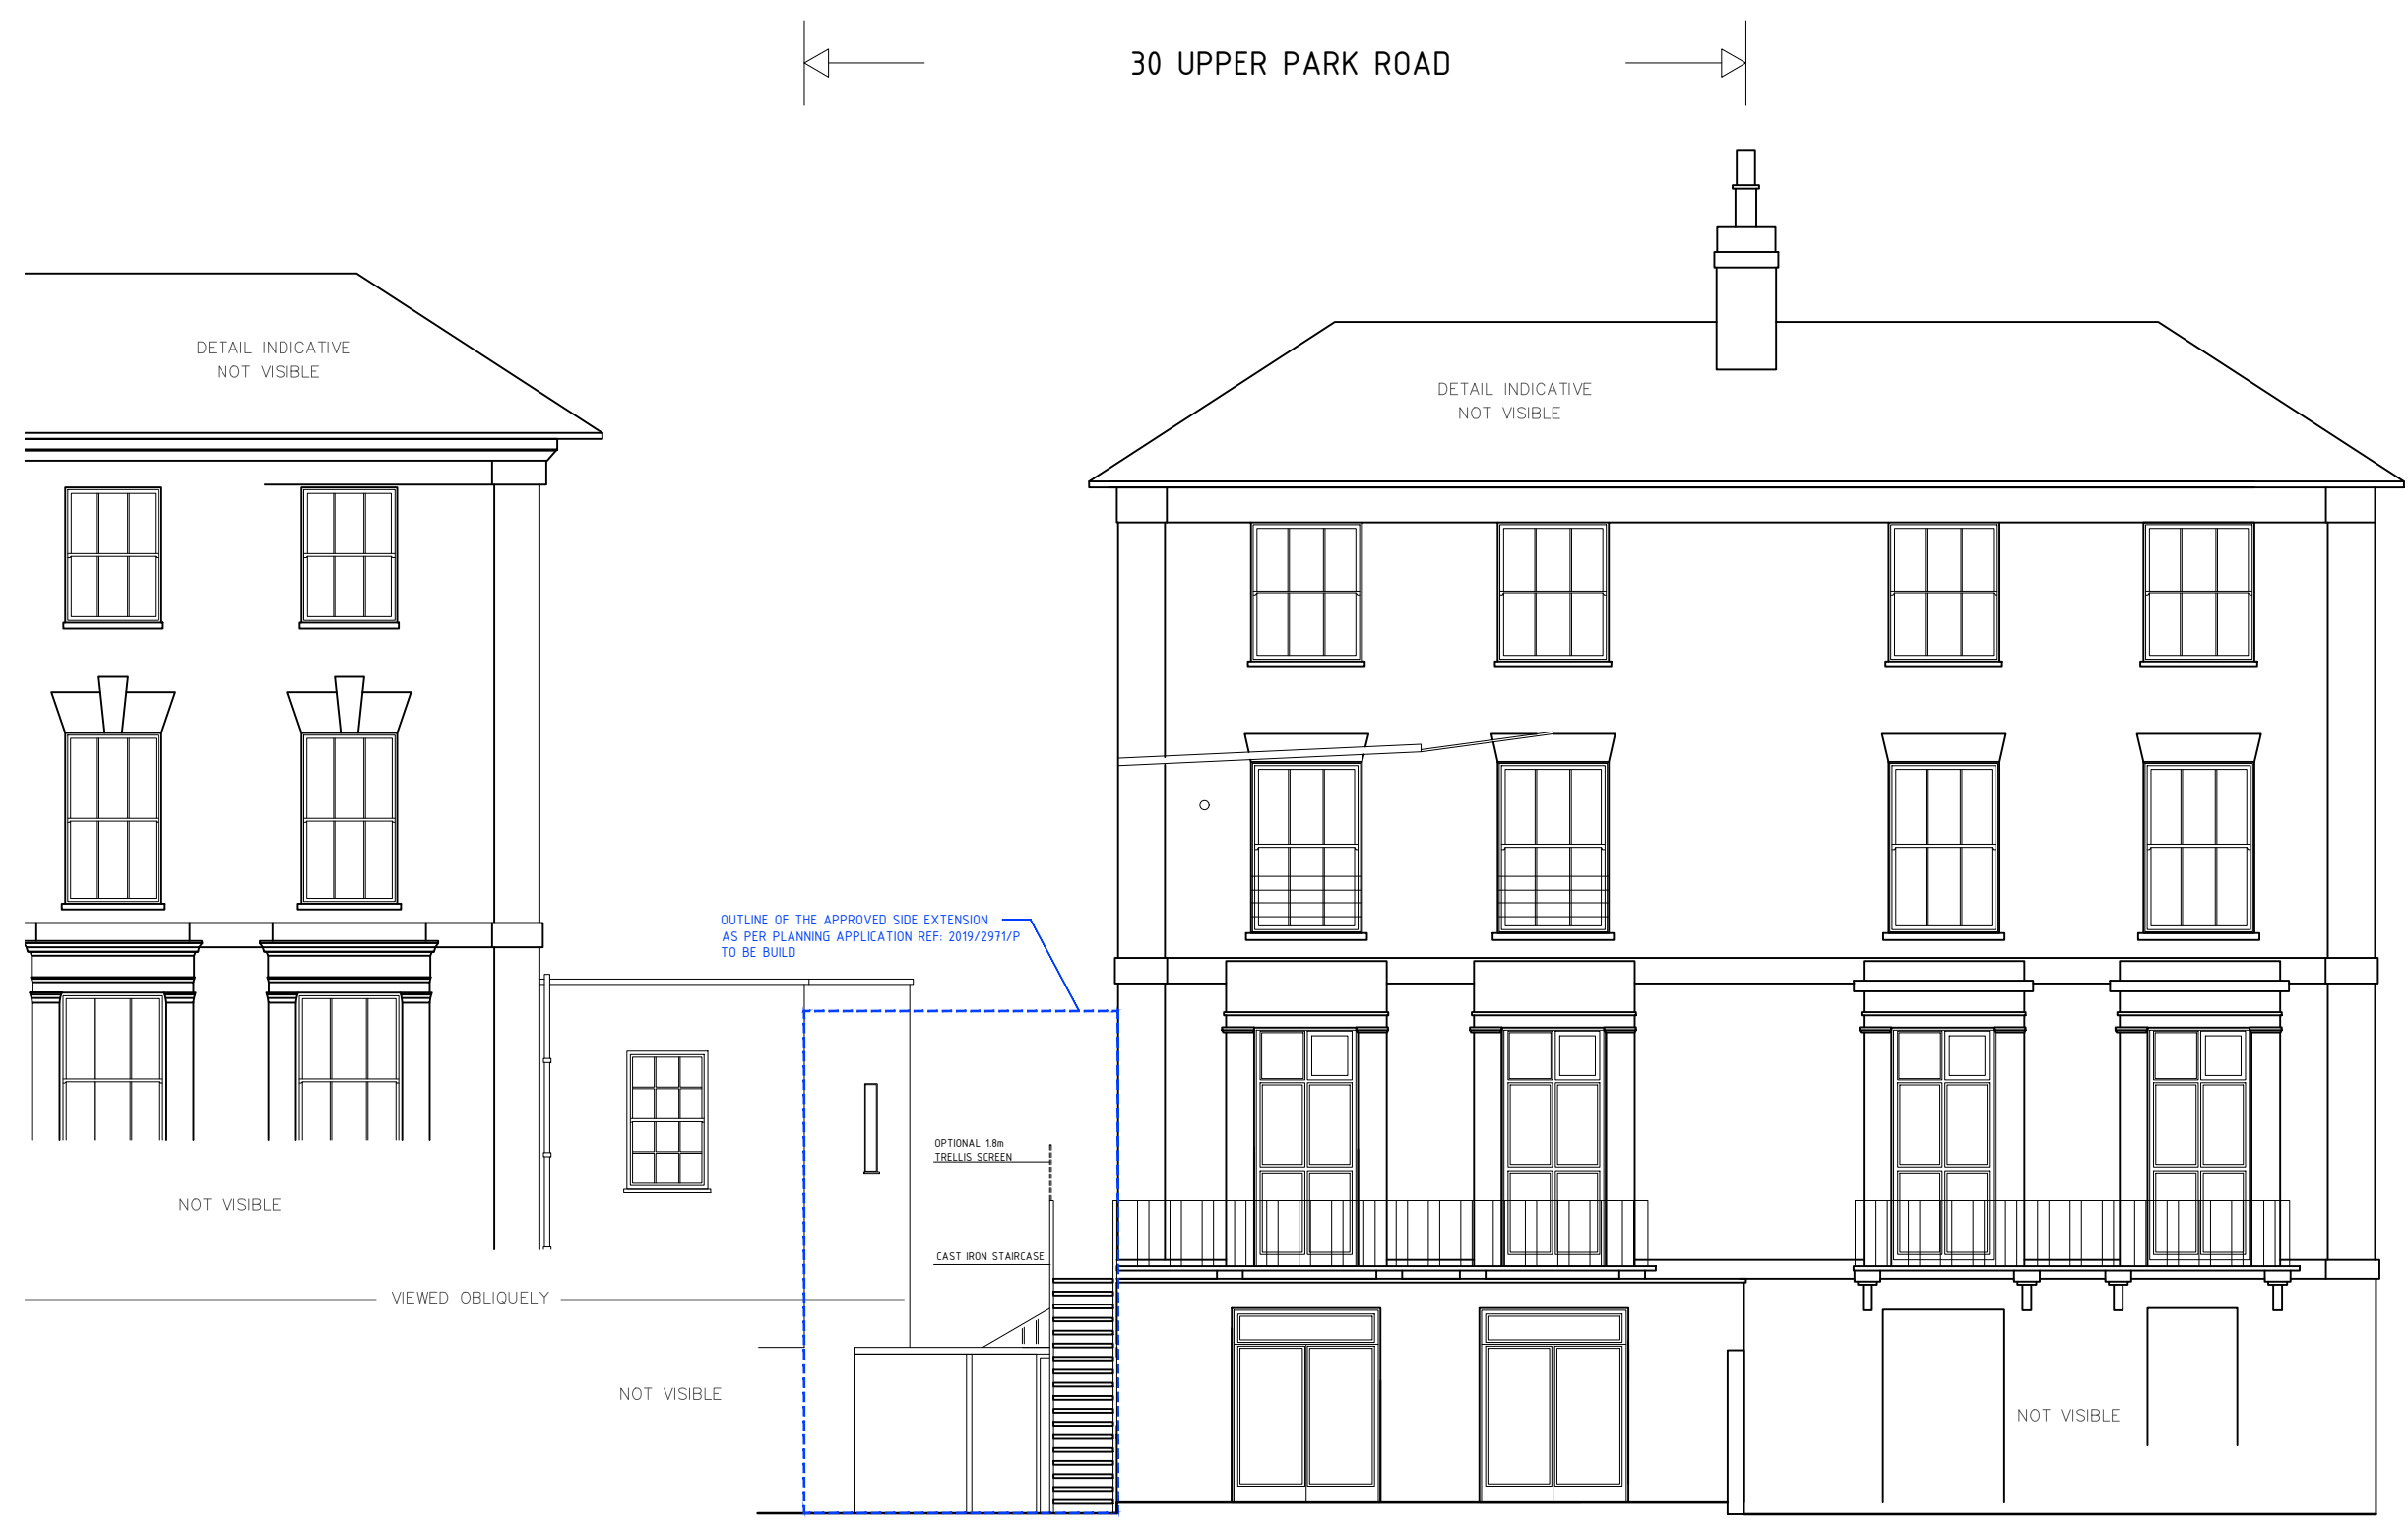 30 UPPER PARK ROAD
DETAIL INDICATIVE
NOT VISIBLE
DETAIL INDICATIVE
NOT VISIBLE
OUTLINE OF THE APPROVED SIDE EXTENSION
AS PER PLANNING APPLICATION REF: 2019/2971/P
TO BE BUILD
OPTIONAL 1.8m
TRELLIS SCREEN
NOT VISIBLE
CAST IRON STAIRCASE
VIEWED OBLIQUELY
NOT VISIBLE
NOT VISIBLE